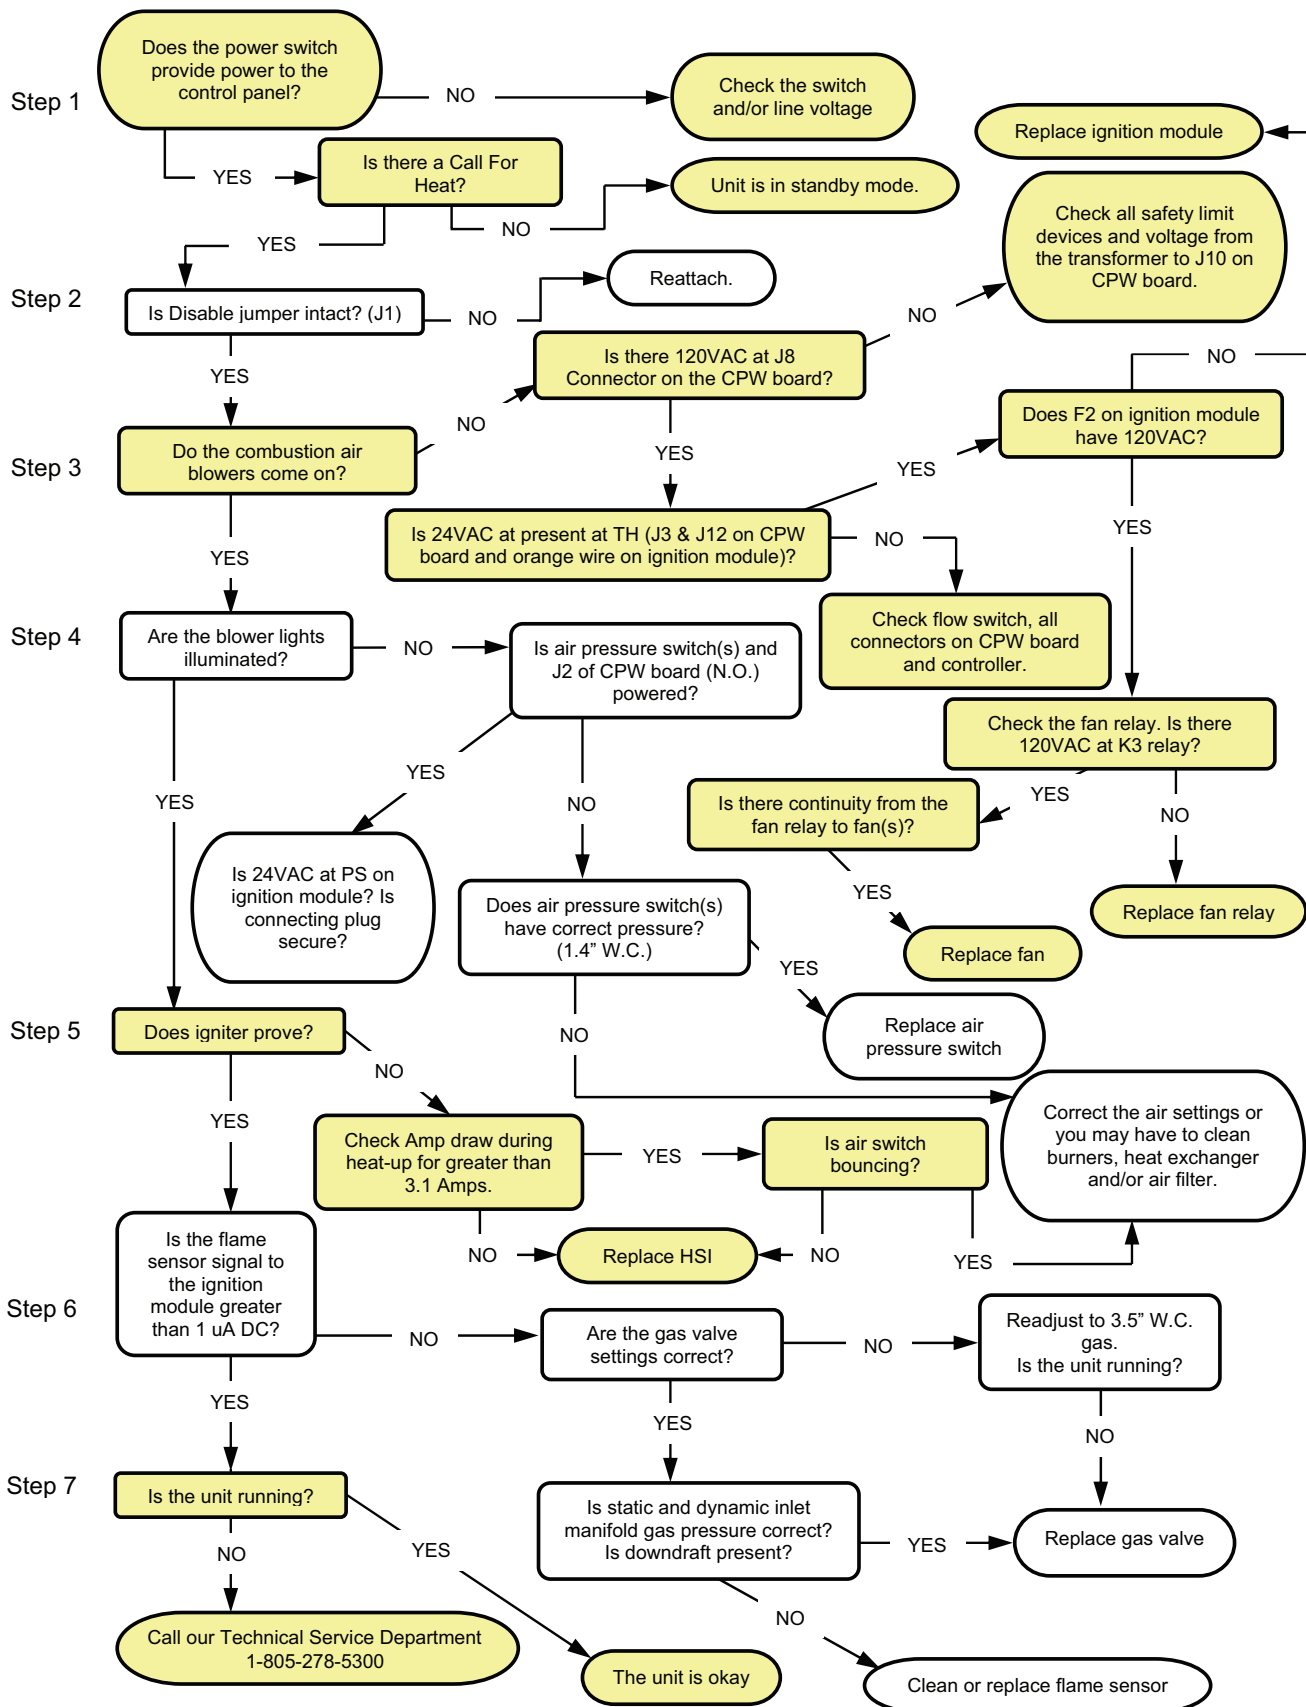 Step 1
Does the power switch
provide power to the
control panel?
NO
Check the switch
and/or line voltage
Replace ignition module
YES
Is there a Call For
Heat?
NO
Unit is in standby mode.
Check all safety limit
devices and voltage from
the transformer to J10 on
CPW board.
YES
Step 2
Is Disable jumper intact? (J1)
NO
Reattach.
YES
NO
Is there 120VAC at J8
Connector on the CPW board?
NO
NO
Step 3
Do the combustion air
blowers come on?
YES
YES
Does F2 on ignition module
have 120VAC?
YES
Is 24VAC at present at TH (J3 & J12 on CPW
board and orange wire on ignition module)?
NO
YES
Check flow switch, all
connectors on CPW board
and controller.
Step 4
Are the blower lights
illuminated?
NO
Is air pressure switch(s) and
J2 of CPW board (N.O.)
powered?
Check the fan relay. Is there
120VAC at K3 relay?
YES
YES
NO
Is there continuity from the
fan relay to fan(s)?
YES
NO
Is 24VAC at PS on
ignition module? Is
connecting plug
secure?
Does air pressure switch(s)
have correct pressure?
(1.4” W.C.)
YES
Replace fan
Replace fan relay
YES
Step 5
Does igniter prove?
NO
NO
Replace air
pressure switch
YES
Check Amp draw during
heat-up for greater than
3.1 Amps.
YES
Is air switch
bouncing?
Correct the air settings or
you may have to clean
burners, heat exchanger
and/or air filter.
NO
Replace HSI
NO
YES
Step 6
Is the flame
sensor signal to
the ignition
module greater
than 1 uA DC?
NO
Are the gas valve
settings correct?
NO
Readjust to 3.5” W.C.
gas.
Is the unit running?
YES
YES
NO
Step 7
Is the unit running?
NO
YES
Is static and dynamic inlet
manifold gas pressure correct?
Is downdraft present?
YES
Replace gas valve
NO
Call our Technical Service Department
1-805-278-5300
The unit is okay
Clean or replace flame sensor